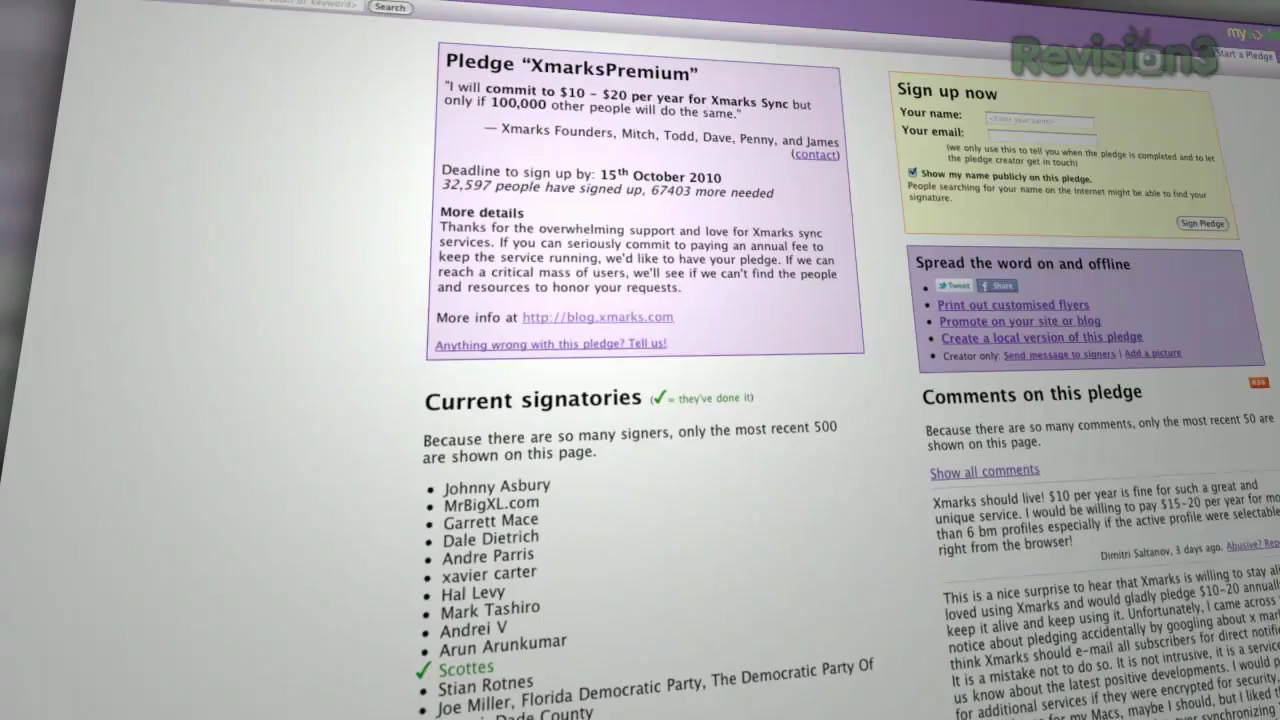 Search
Revision3
Start a Pledge
Pledge “XmarksPremium”
"I will commit to $10 – $20 per year for Xmarks Sync but
only if 100,000 other people will do the same."
— Xmarks Founders, Mitch, Todd, Dave, Penny, and James
(contact)
Deadline to sign up by: 15th October 2010
32,597 people have signed up, 67403 more needed
More details
Thanks for the overwhelming support and love for Xmarks sync
services. If you can seriously commit to paying an annual fee to
keep the service running, we'd like to have your pledge. If we can
reach a critical mass of users, we'll see if we can't find the people
and resources to honor your requests.
More info at http://blog.xmarks.com
Anything wrong with this pledge? Tell us!
Current signatories (✓= they've done it)
Because there are so many signers, only the most recent 500
are shown on this page.
• Johnny Asbury
• MrBigXL.com
• Garrett Mace
• Dale Dietrich
• Andre Parris
• xavier carter
• Hal Levy
• Mark Tashiro
• Andrei V
• Arun Arunkumar
✓ Scottes
• Stian Rotnes
• Joe Miller, Florida Democratic Party, The Democratic Party Of
Dade County
Sign up now
Your name: <Enter your name>
Your email:
(we only use this to tell you when the pledge is completed and to let
the pledge creator get in touch)
Show my name publicly on this pledge.
People searching for your name on the Internet might be able to find your
signature.
Sign Pledge
Spread the word on and offline
• Tweet Share
• Print out customised flyers
• Promote on your site or blog
• Create a local version of this pledge
• Creator only: Send message to signers | Add a picture
RSS
Comments on this pledge
Because there are so many comments, only the most recent 50 are
shown on this page.
Show all comments
Xmarks should live! $10 per year is fine for such a great and
unique service. I would be willing to pay $15-20 per year for mo
than 6 bm profiles especially if the active profile were selectable
right from the browser!
Dimitri Saltanov, 3 days ago. Abusive? Rep
This is a nice surprise to hear that Xmarks is willing to stay ali
loved using Xmarks and would gladly pledge $10-20 annuall
keep it alive and keep using it. Unfortunately, I came across
notice about pledging accidentally by googling about x mar
think Xmarks should e-mail all subscribers for direct notifi
It is a mistake not to do so. It is not intrusive, it is a service
us know about the latest positive developments. I would p
for additional services if they were encrypted for security,
for my Macs, maybe I should, but I liked t
synchronizing